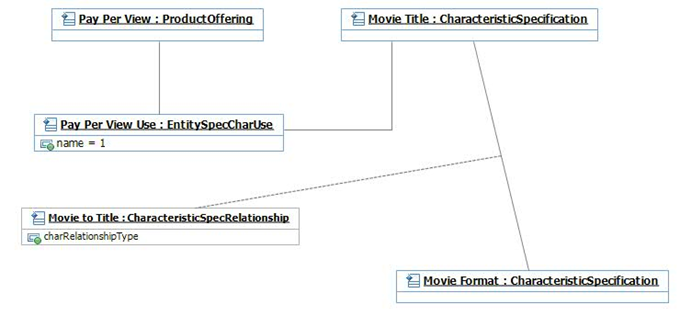 Pay Per View : ProductOffering
Movie Title : CharacteristicSpecification
Pay Per View Use : EntitySpecCharUse
name = 1
Movie to Title : CharacteristicSpecRelationship
charRelationshipType
Movie Format : CharacteristicSpecification